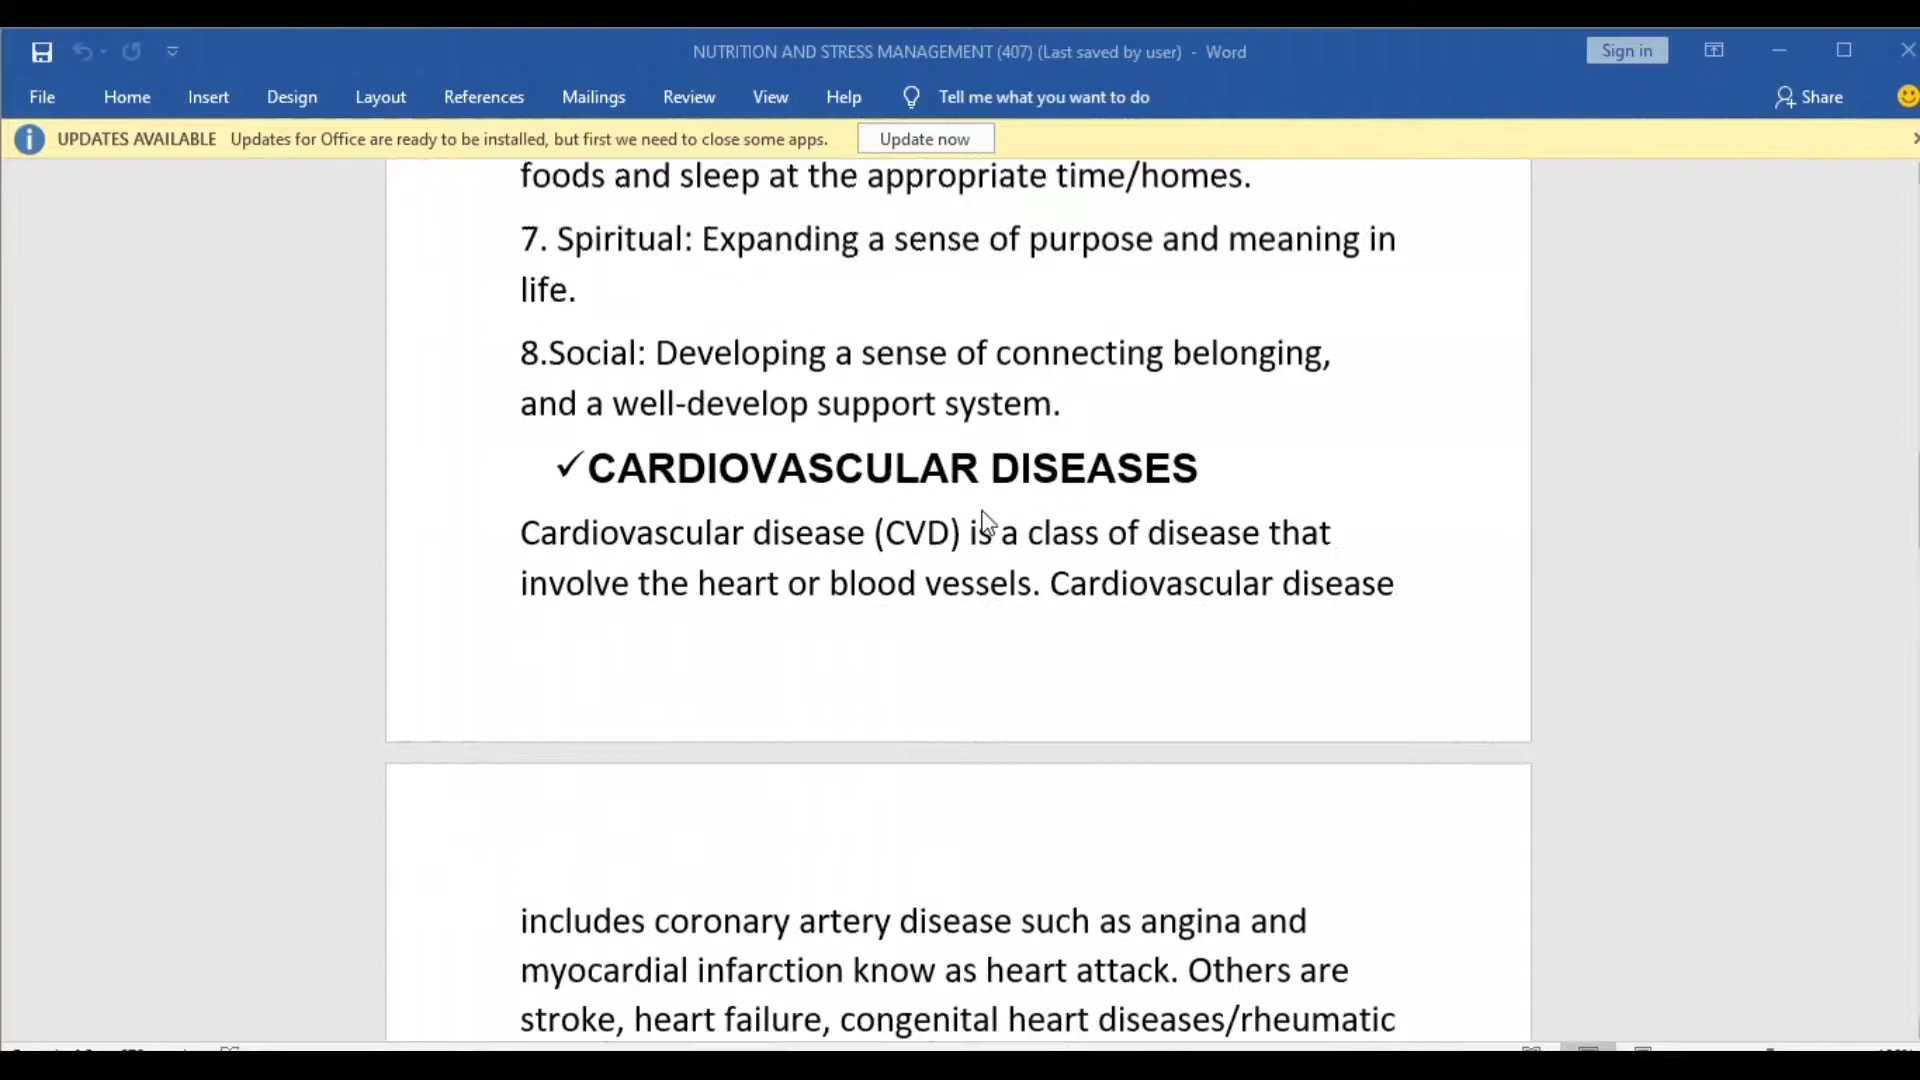 NUTRITION AND STRESS MANAGEMENT (407) (Last saved by user) - Word
Sign in
File Home Insert Design Layout References Mailings Review View Help Tell me what you want to do Share
UPDATES AVAILABLE Updates for Office are ready to be installed, but first we need to close some apps. Update now
foods and sleep at the appropriate time/homes.
7. Spiritual: Expanding a sense of purpose and meaning in
life.
8.Social: Developing a sense of connecting belonging,
and a well-develop support system.
✓CARDIOVASCULAR DISEASES
Cardiovascular disease (CVD) is a class of disease that
involve the heart or blood vessels. Cardiovascular disease
includes coronary artery disease such as angina and
myocardial infarction know as heart attack. Others are
stroke, heart failure, congenital heart diseases/rheumatic